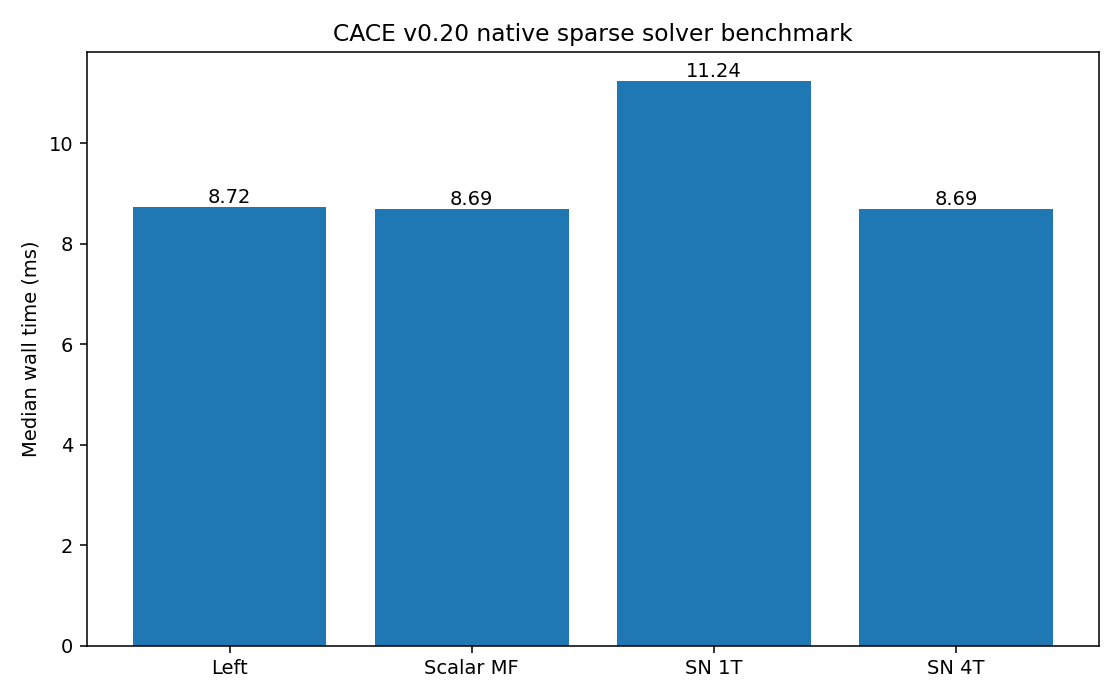 CACE v0.20 native sparse solver benchmark
Median wall time (ms)
10
8
6
4
2
0
8.72
8.69
11.24
8.69
Left
Scalar MF
SN 1T
SN 4T